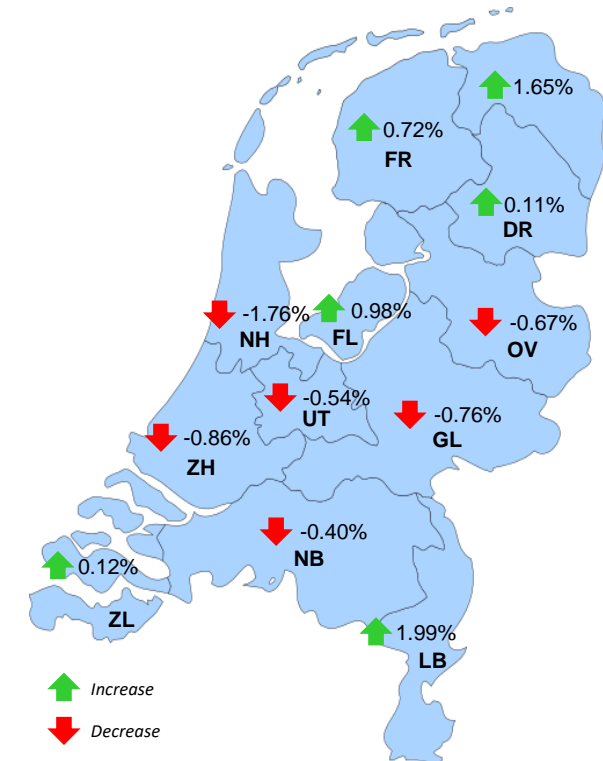 1.65%
0.72%
FR
0.11%
DR
-1.76%
NH
0.98%
FL
-0.67%
OV
-0.54%
UT
-0.76%
GL
-0.86%
ZH
-0.40%
NB
0.12%
ZL
1.99%
LB
Increase
Decrease